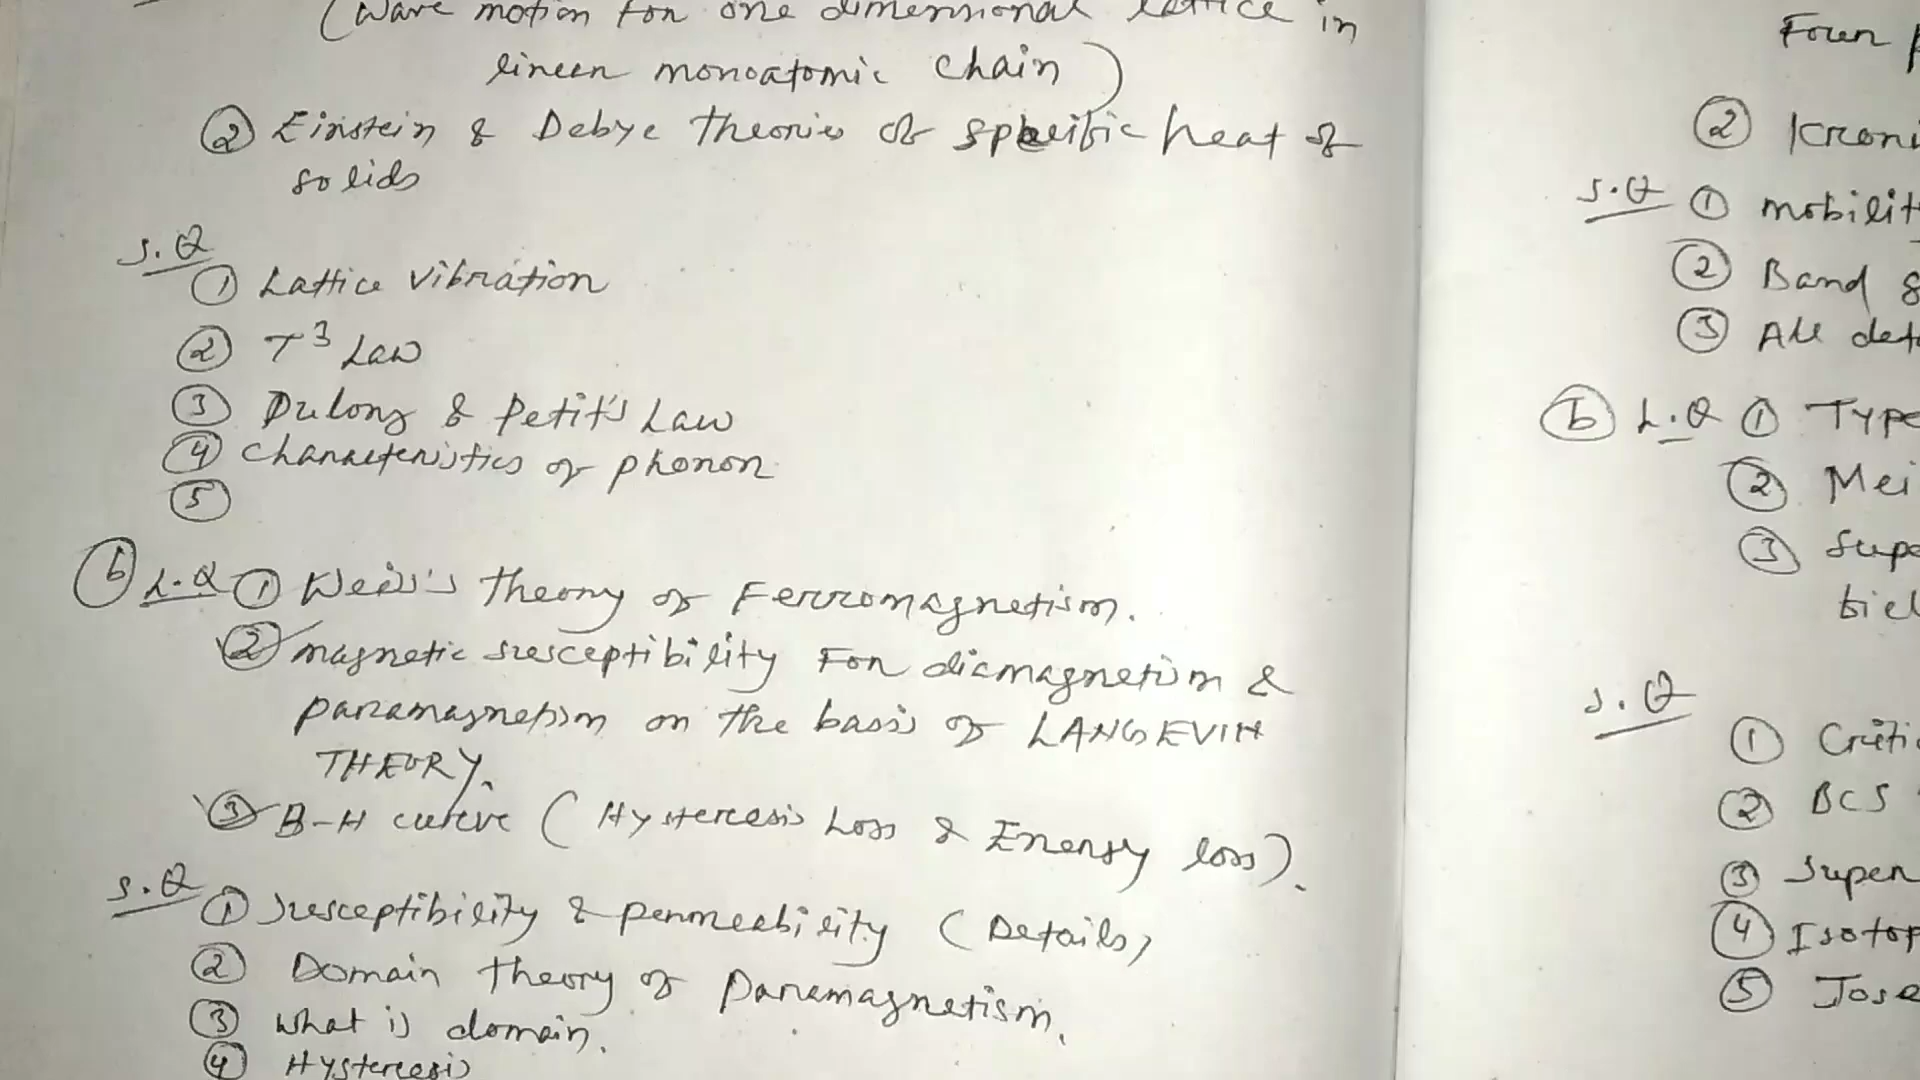 (Wave motion for one dimensional lattice in
linear monoatomic chain)
② Einstein & Debye theories of specific heat of
solids
S.Q
① Lattice vibration
② T³ Law
③ Dulong & Petit's Law
④ Characteristics of phonon
⑤
ⓑ L.Q ① Weiss's theory of Ferromagnetism.
② magnetic susceptibility For diamagnetism &
paramagnetism on the basis of LANGEVIN
THEORY.
③ B-H curve (Hysteresis Loss & Energy loss).
S.Q ① Susceptibility & permeability (Details)
② Domain theory of Paramagnetism.
③ What is domain.
④ Hysteresis
Four
② Kroni
S.Q ① mobilit
② Band g
③ All det
ⓑ L.Q ① Type
② Mei
③ Supe
S.Q
① Criti
② BCS
③ Super
④ Isotop
⑤ Jose